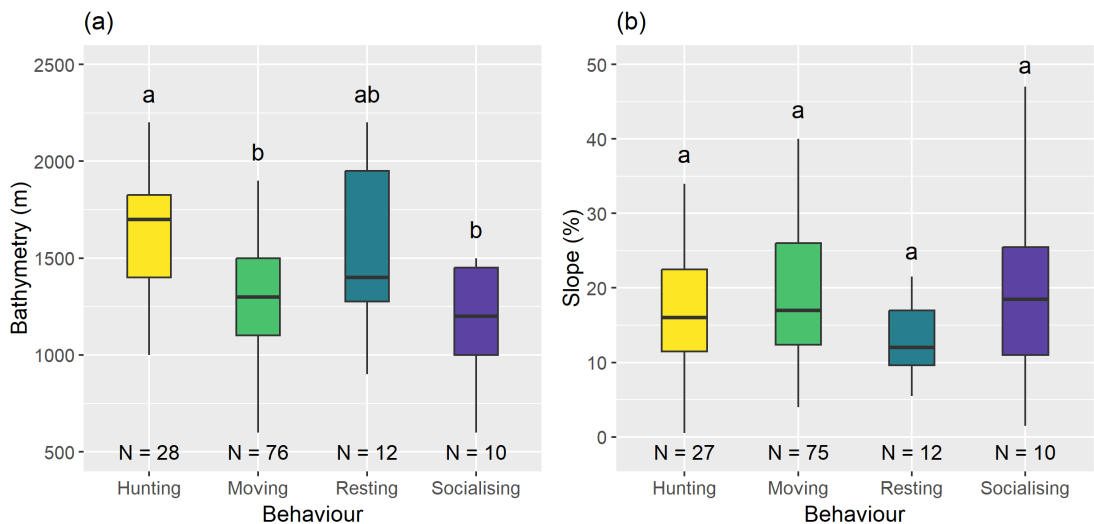 (a)
Bathymetry (m)
2500
2000
1500
1000
500
a
b
ab
b
N = 28
N = 76
N = 12
N = 10
Hunting
Moving
Resting
Socialising
Behaviour
(b)
Slope (%)
50
40
30
20
10
0
a
a
a
a
N = 27
N = 75
N = 12
N = 10
Hunting
Moving
Resting
Socialising
Behaviour